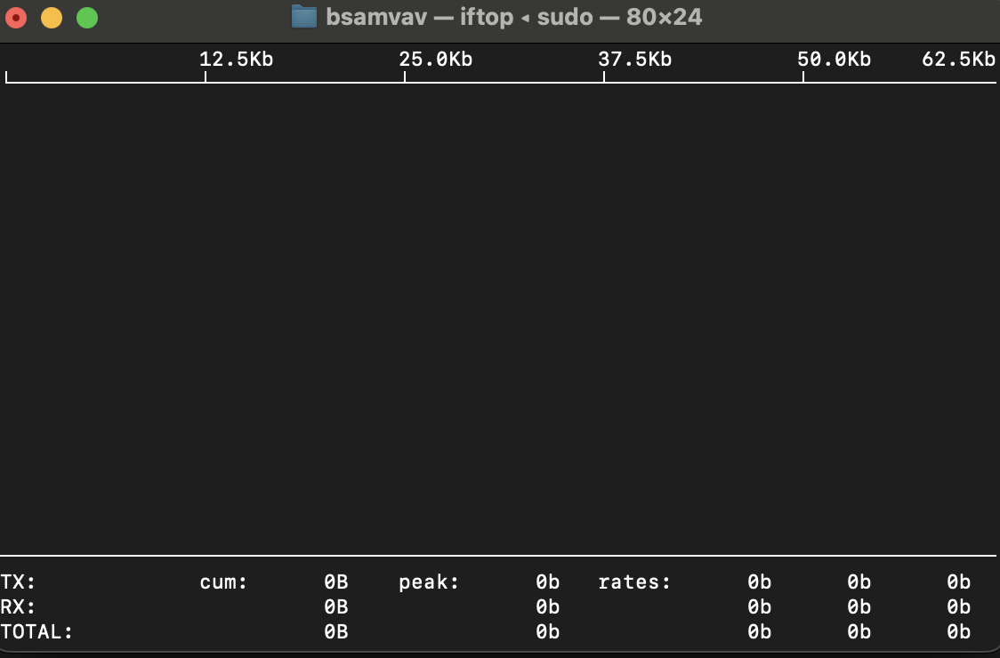 bsamvav — iftop ◂ sudo — 80×24
12.5Kb 25.0Kb 37.5Kb 50.0Kb 62.5Kb
TX: cum: 0B peak: 0b rates: 0b 0b 0b
RX: 0B 0b 0b 0b 0b
TOTAL: 0B 0b 0b 0b 0b